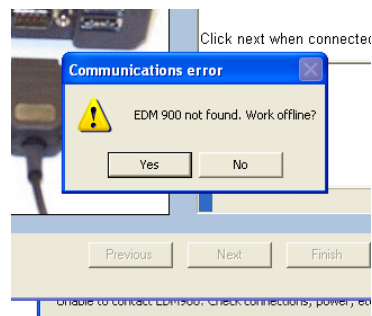 Click next when connected
Communications error
EDM 900 not found. Work offline?
Yes
No
Previous
Next
Finish
Unable to contact EDM900. Check connections, power, etc